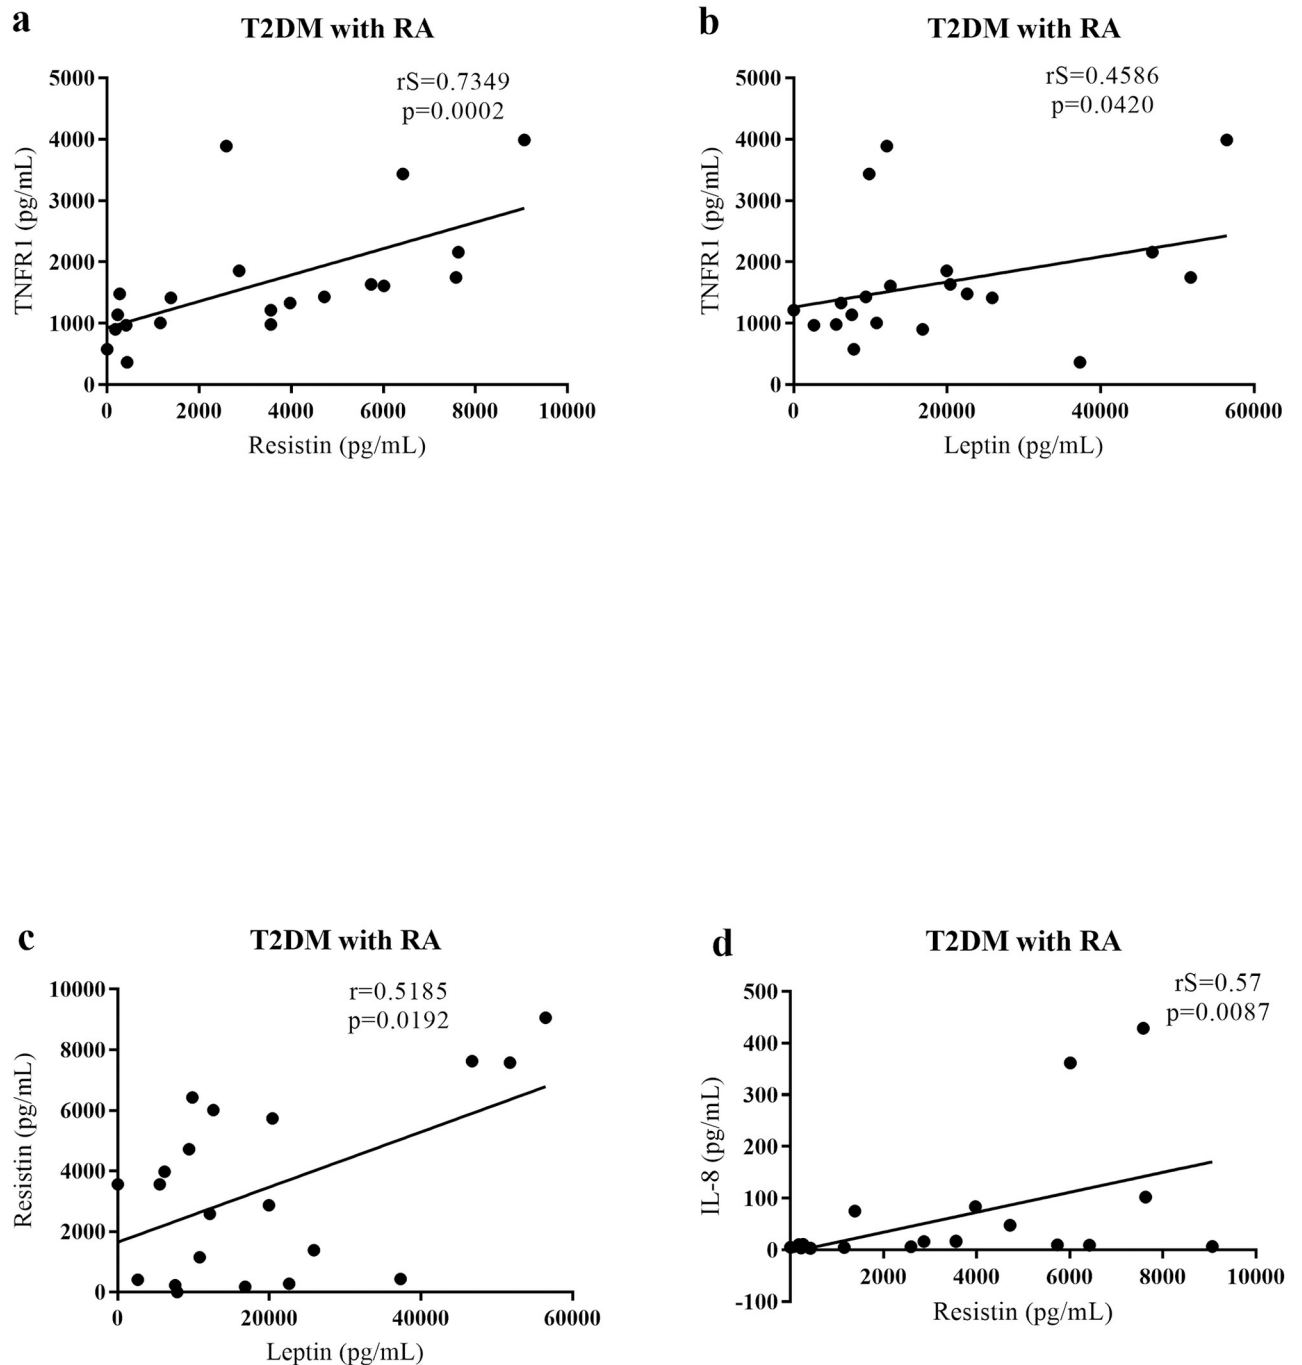 a
T2DM with RA
rS=0.7349
p=0.0002
5000
4000
3000
2000
1000
0
TNFR1 (pg/mL)
0 2000 4000 6000 8000 10000
Resistin (pg/mL)
b
T2DM with RA
rS=0.4586
p=0.0420
5000
4000
3000
2000
1000
0
TNFR1 (pg/mL)
0 20000 40000 60000
Leptin (pg/mL)
c
T2DM with RA
r=0.5185
p=0.0192
10000
8000
6000
4000
2000
0
Resistin (pg/mL)
0 20000 40000 60000
Leptin (pg/mL)
d
T2DM with RA
rS=0.57
p=0.0087
500
400
300
200
100
0
-100
IL-8 (pg/mL)
2000 4000 6000 8000 10000
Resistin (pg/mL)